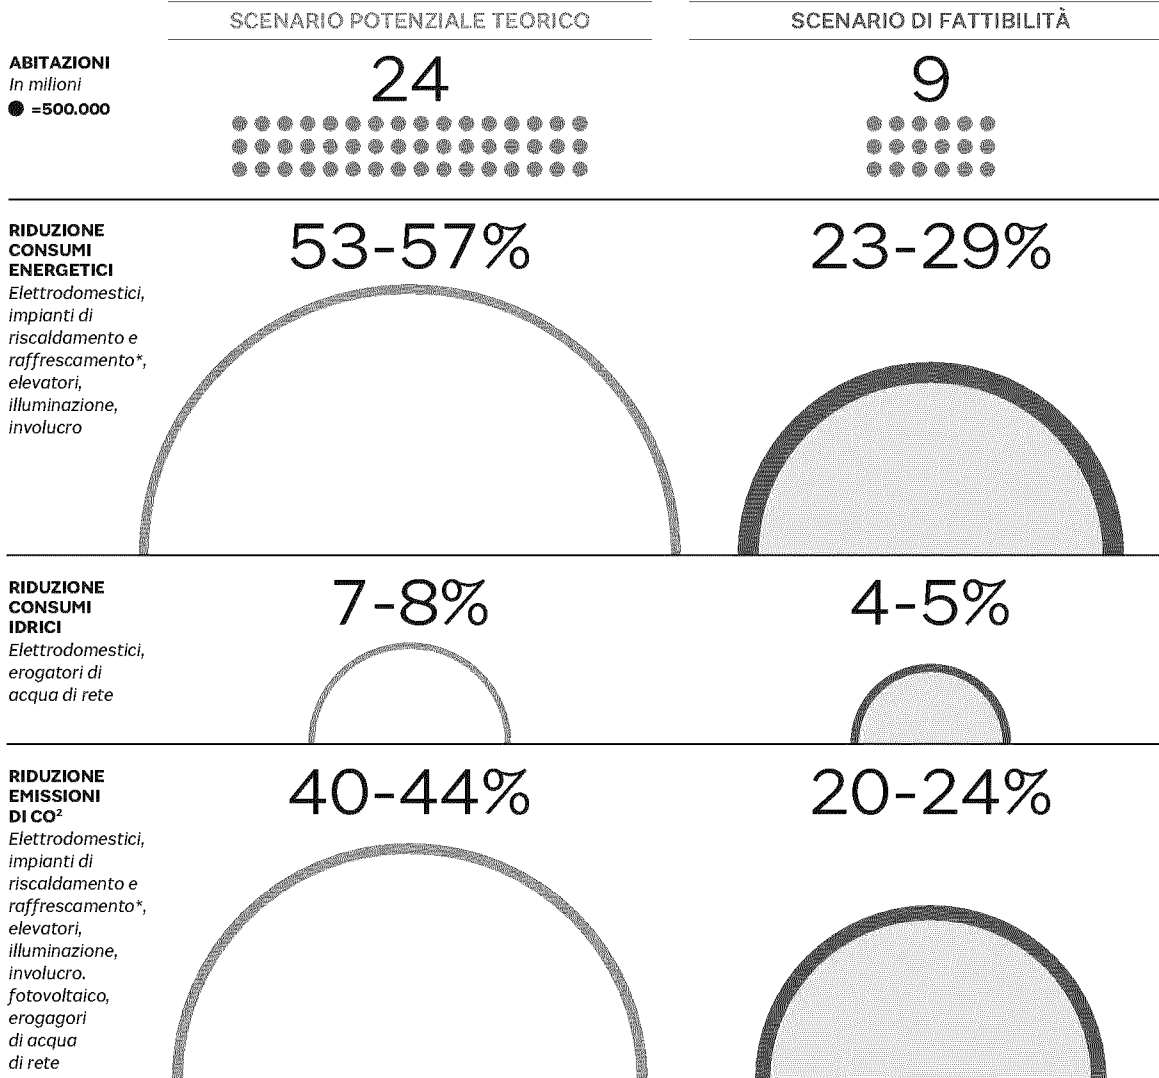 SCENARIO POTENZIALE TEORICO
SCENARIO DI FATTIBILITÀ
ABITAZIONI
In milioni
=500.000
24
9
RIDUZIONE
CONSUMI
ENERGETICI
Elettrodomestici,
impianti di
riscaldamento e
raffrescamento*,
elevatori,
illuminazione,
involucro
53-57%
23-29%
RIDUZIONE
CONSUMI
IDRICI
Elettrodomestici,
erogatori di
acqua di rete
7-8%
4-5%
RIDUZIONE
EMISSIONI
DI CO²
Elettrodomestici,
impianti di
riscaldamento e
raffrescamento*,
elevatori,
illuminazione,
involucro.
fotovoltaico,
erogagori
di acqua
di rete
40-44%
20-24%